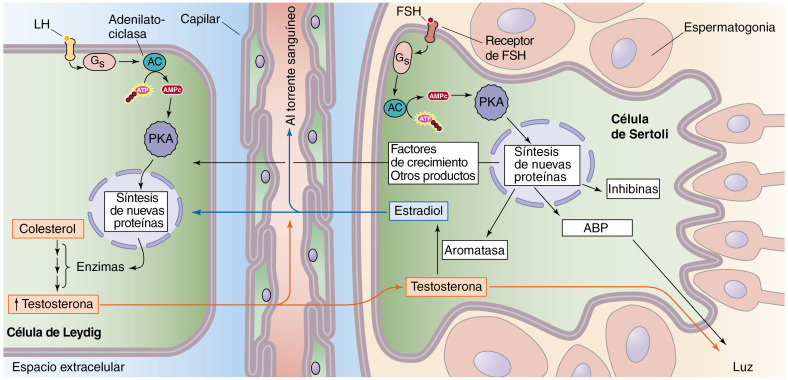 LH
Adenilato-
ciclasa
Capilar
Gs
AC
ATP
AMPc
PKA
Síntesis
de nuevas
proteínas
Colesterol
Enzimas
↑ Testosterona
Célula de Leydig
Espacio extracelular
Al torrente sanguíneo
FSH
Receptor
de FSH
Espermatogonia
Gs
AC
AMPc
ATP
PKA
Célula
de Sertoli
Factores
de crecimiento
Otros productos
Síntesis
de nuevas
proteínas
Inhibinas
ABP
Estradiol
Aromatasa
Testosterona
Luz